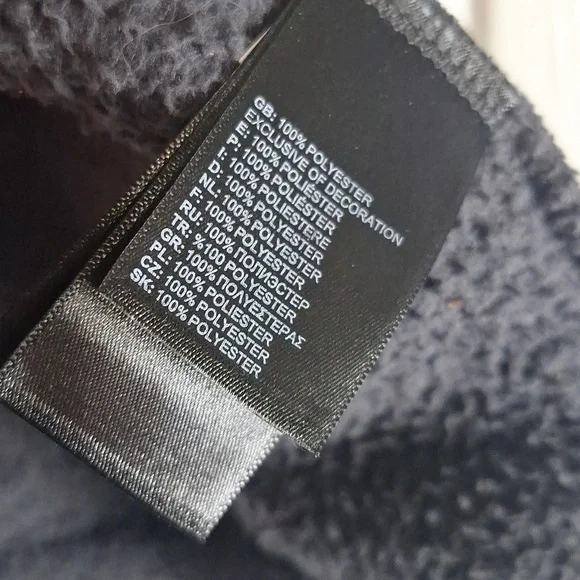 GB: 100% POLYESTER
EXCLUSIVE OF DECORATION
E: 100% POLIÉSTER
P: 100% POLIÉSTER
I: 100% POLIESTERE
D: 100% POLYESTER
NL: 100% POLYESTER
F: 100% POLYESTER
RU: 100% ПОЛИЭСТЕР
TR: %100 POLYESTER
GR: 100% ΠΟΛΥΕΣΤΕΡΑΣ
PL: 100% POLIESTER
CZ: 100% POLYESTER
SK: 100% POLYESTER